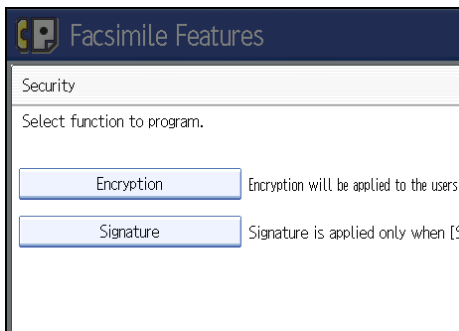 Facsimile Features
Security
Select function to program.
Encryption
Encryption will be applied to the users
Signature
Signature is applied only when [